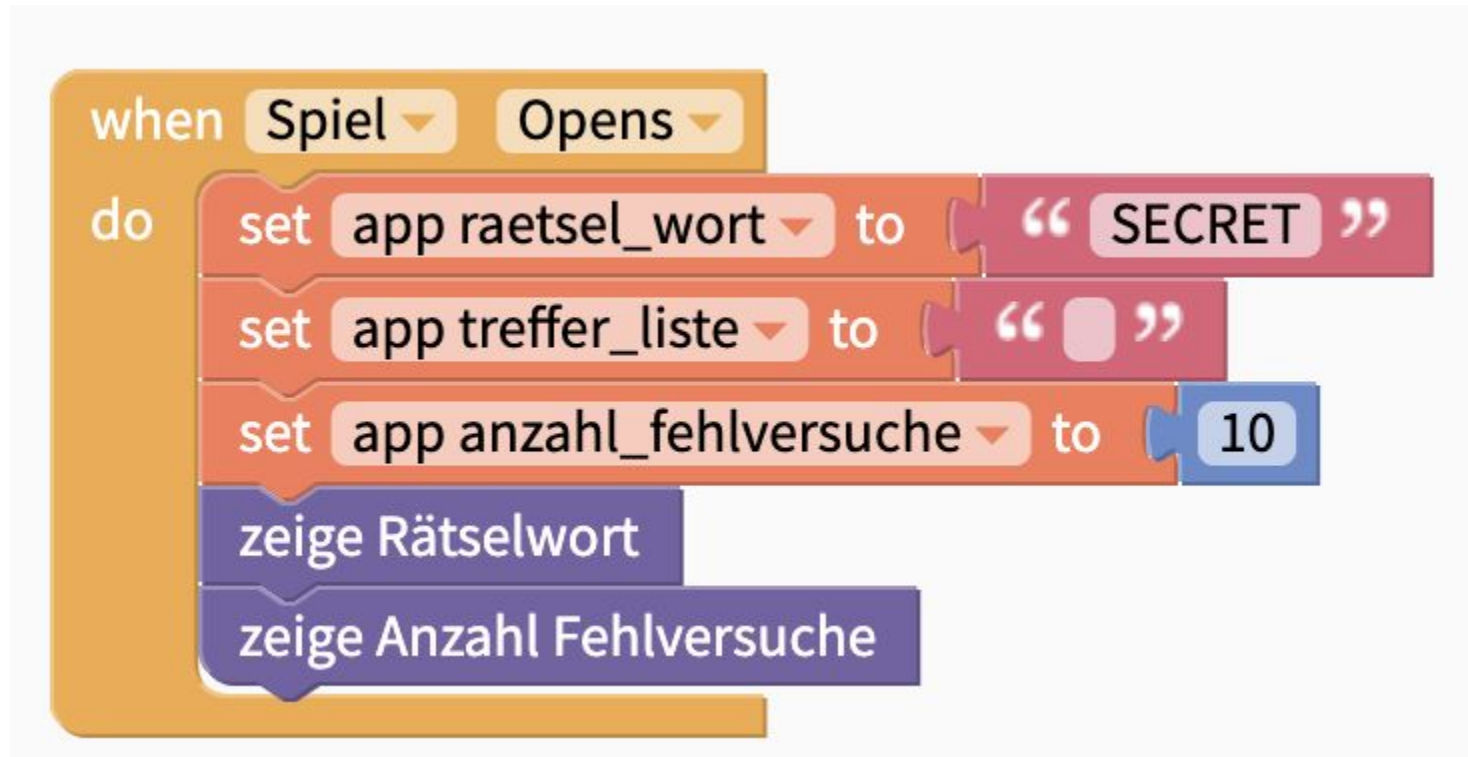 when Spiel Opens
do set app raetsel_wort to “ SECRET ”
set app treffer_liste to “ ”
set app anzahl_fehlversuche to 10
zeige Rätselwort
zeige Anzahl Fehlversuche